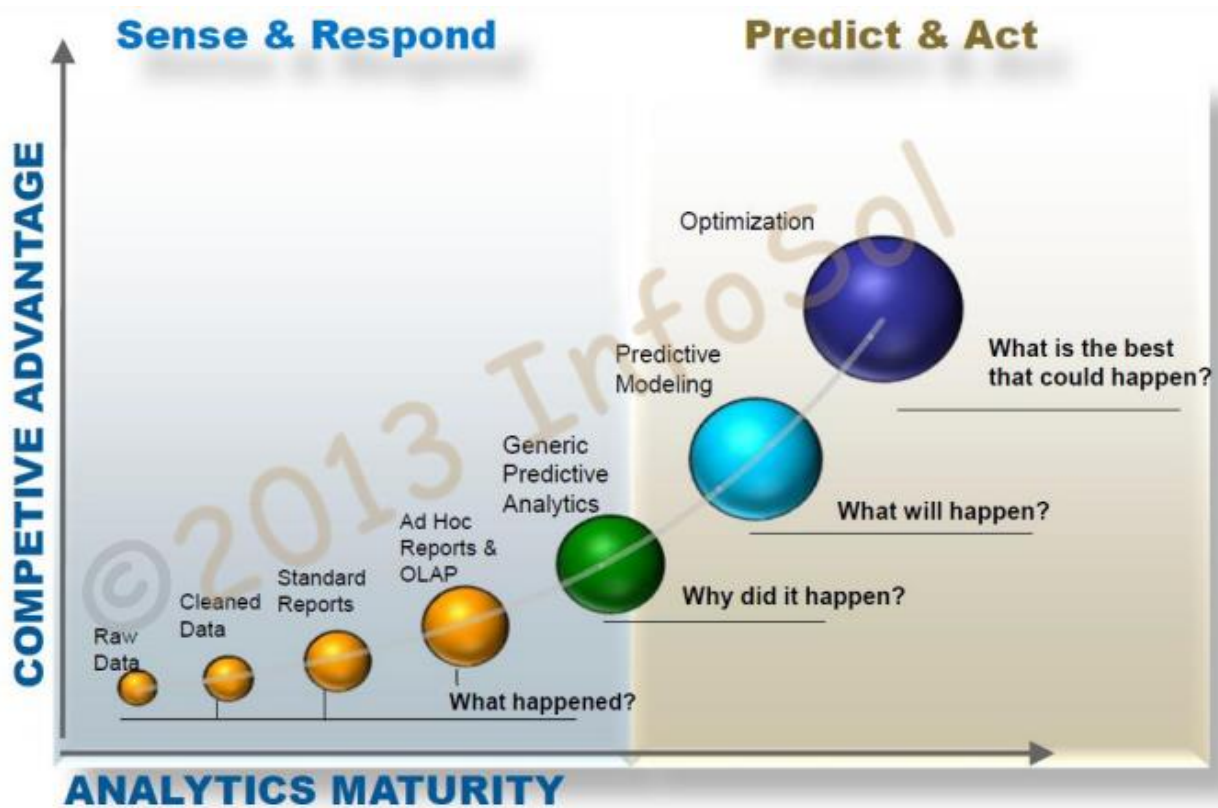 Sense & Respond
Predict & Act
COMPETIVE ADVANTAGE
Optimization
What is the best
that could happen?
Predictive
Modeling
What will happen?
Generic
Predictive
Analytics
Why did it happen?
Ad Hoc
Reports &
OLAP
Standard
Reports
Cleaned
Data
Raw
Data
What happened?
ANALYTICS MATURITY
©2013 InfoSol